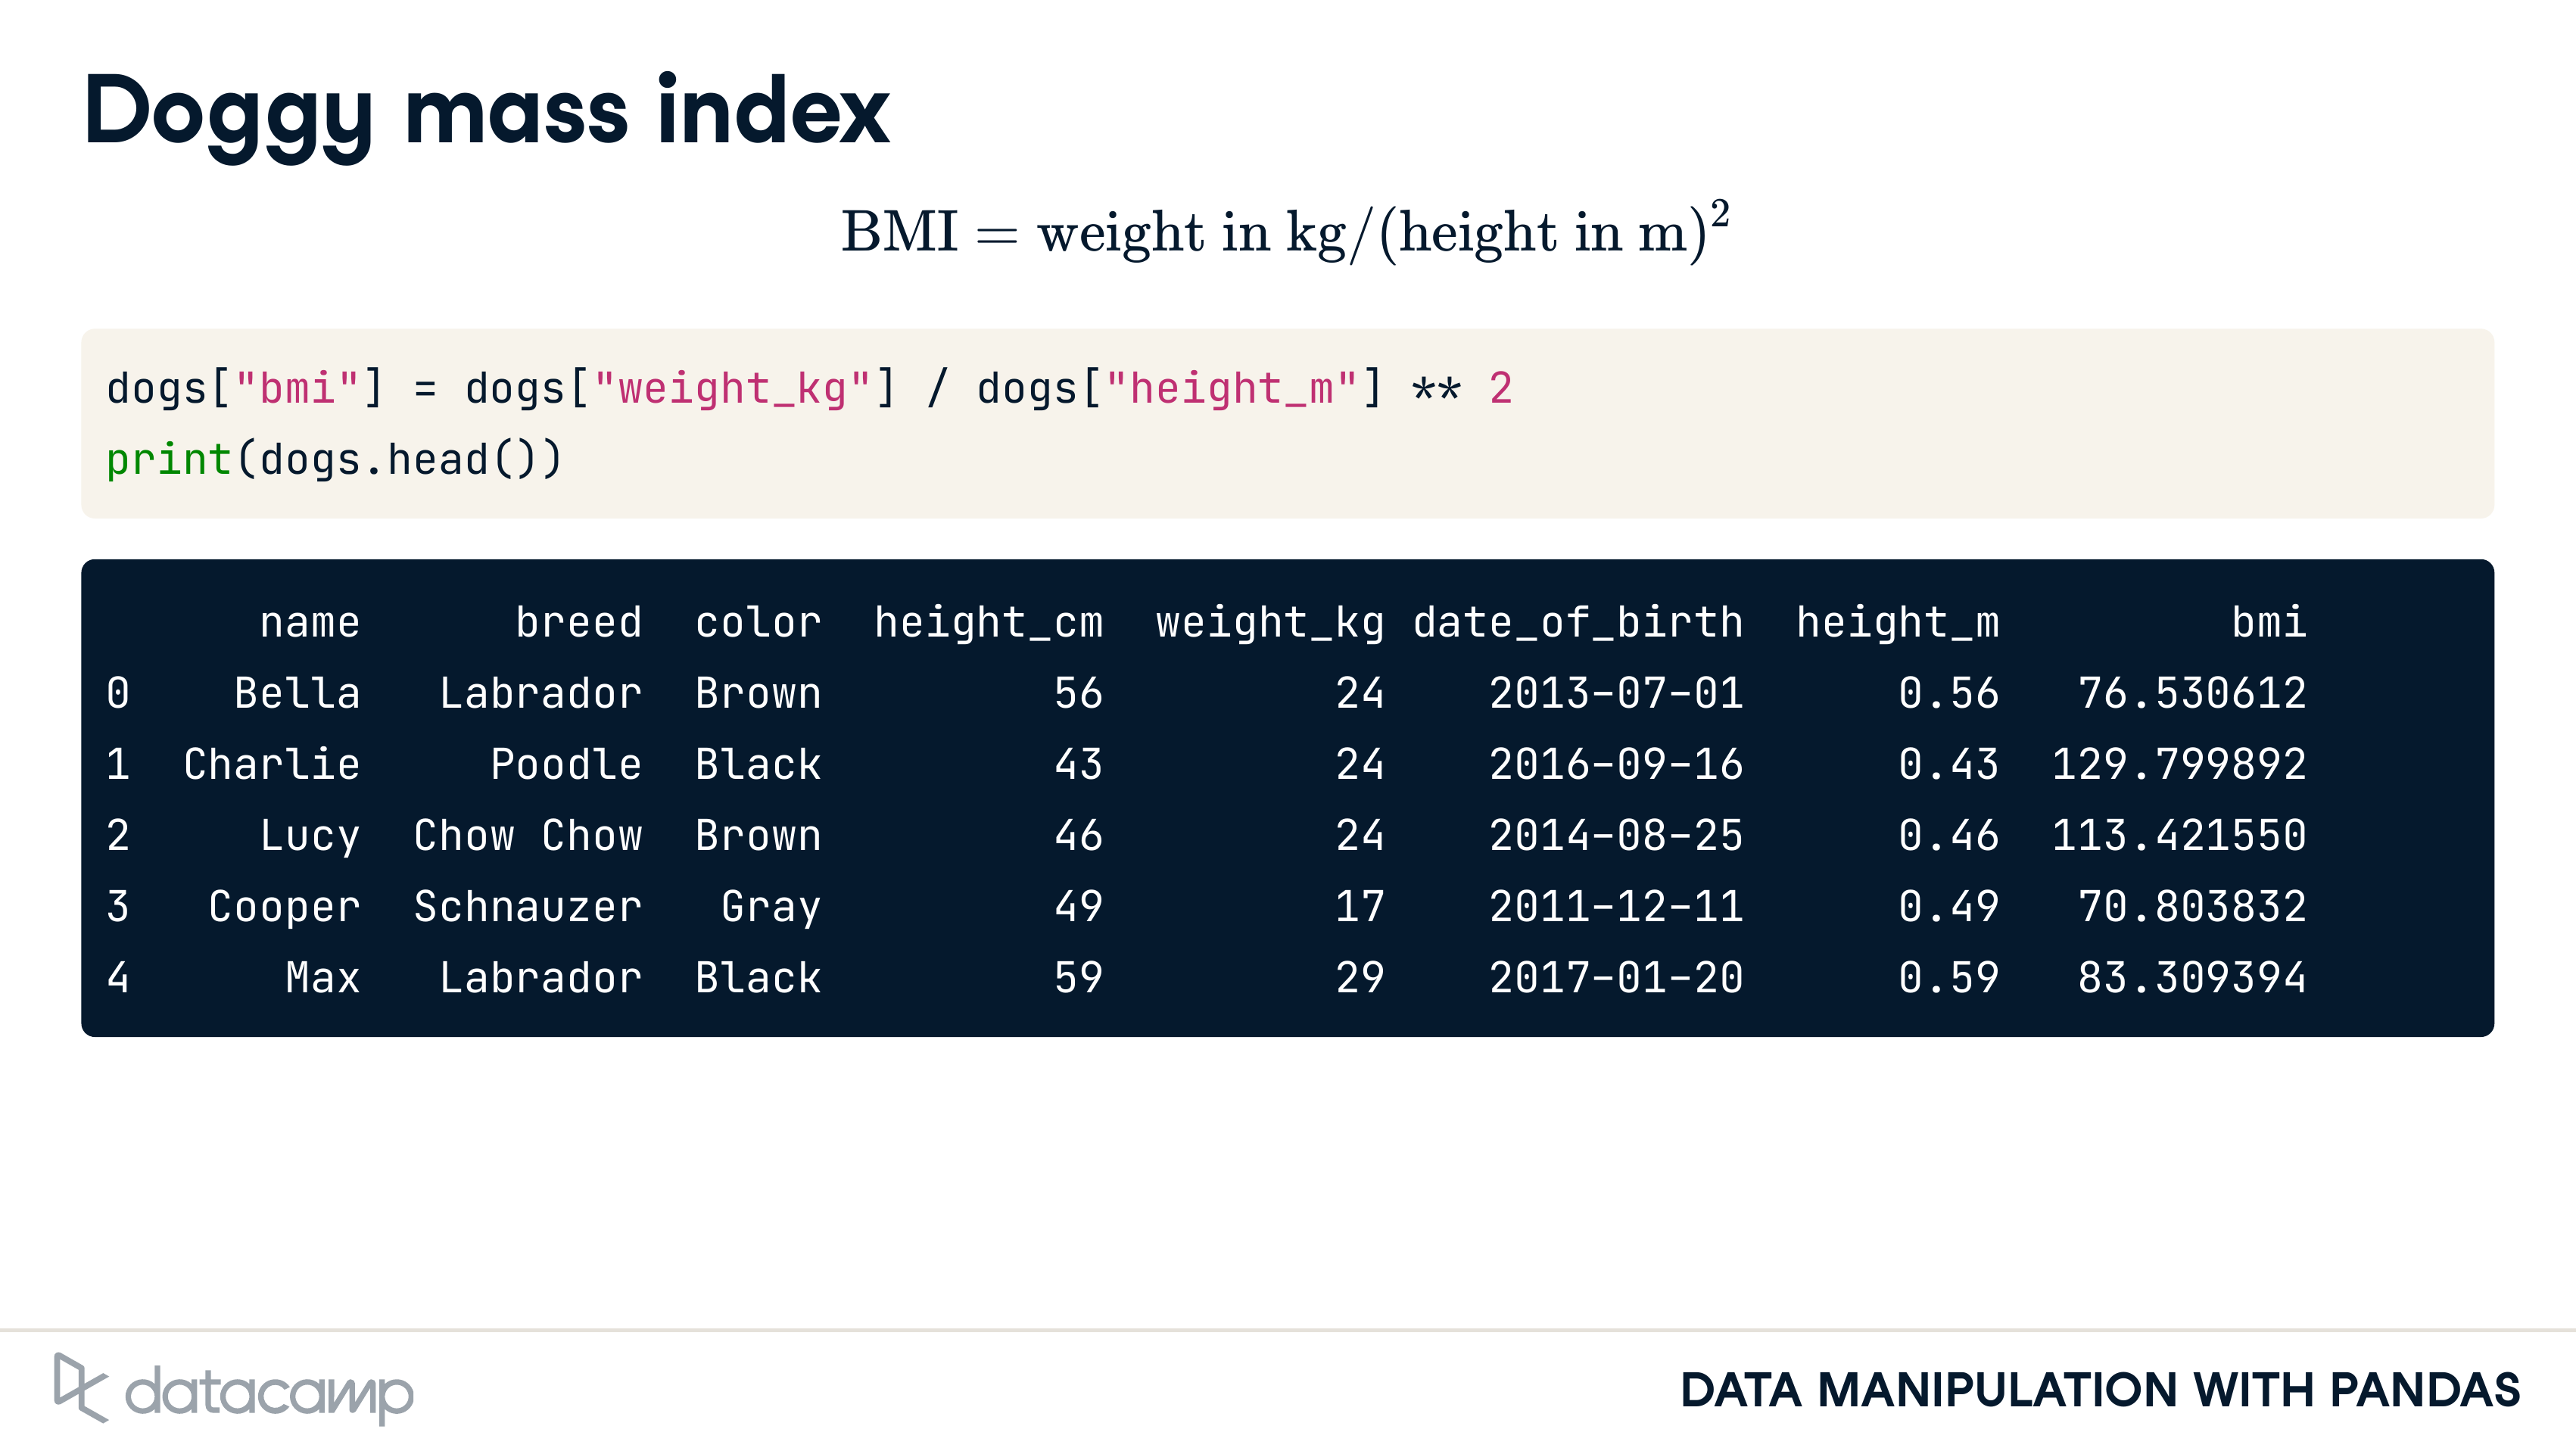 Doggy mass index
BMI = weight in kg/(height in m)²
dogs["bmi"] = dogs["weight_kg"] / dogs["height_m"] ** 2
print(dogs.head())
name breed color height_cm weight_kg date_of_birth height_m bmi
0 Bella Labrador Brown 56 24 2013-07-01 0.56 76.530612
1 Charlie Poodle Black 43 24 2016-09-16 0.43 129.799892
2 Lucy Chow Chow Brown 46 24 2014-08-25 0.46 113.421550
3 Cooper Schnauzer Gray 49 17 2011-12-11 0.49 70.803832
4 Max Labrador Black 59 29 2017-01-20 0.59 83.309394
datacamp
DATA MANIPULATION WITH PANDAS